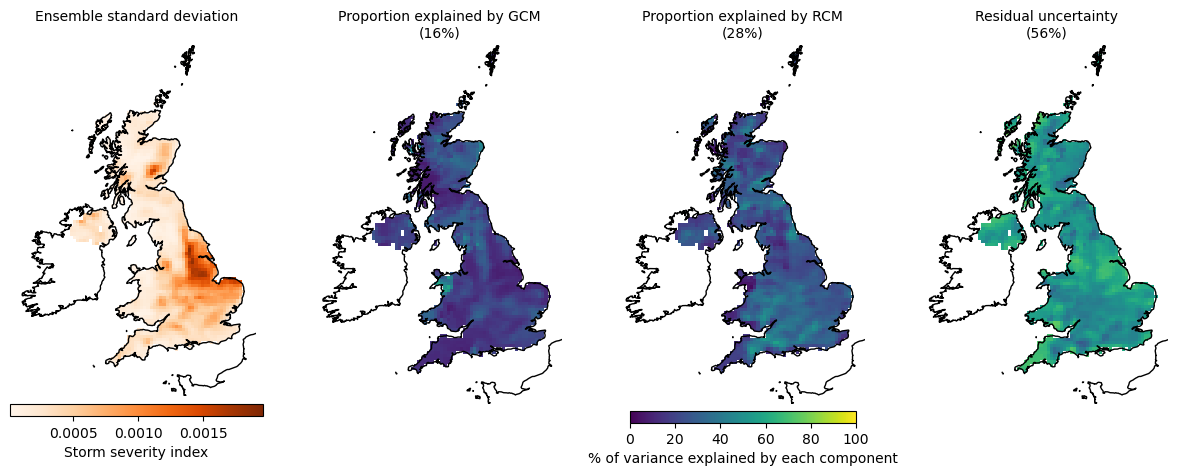 Ensemble standard deviation
Proportion explained by GCM
(16%)
Proportion explained by RCM
(28%)
Residual uncertainty
(56%)
0.0005 0.0010 0.0015
Storm severity index
0 20 40 60 80 100
% of variance explained by each component